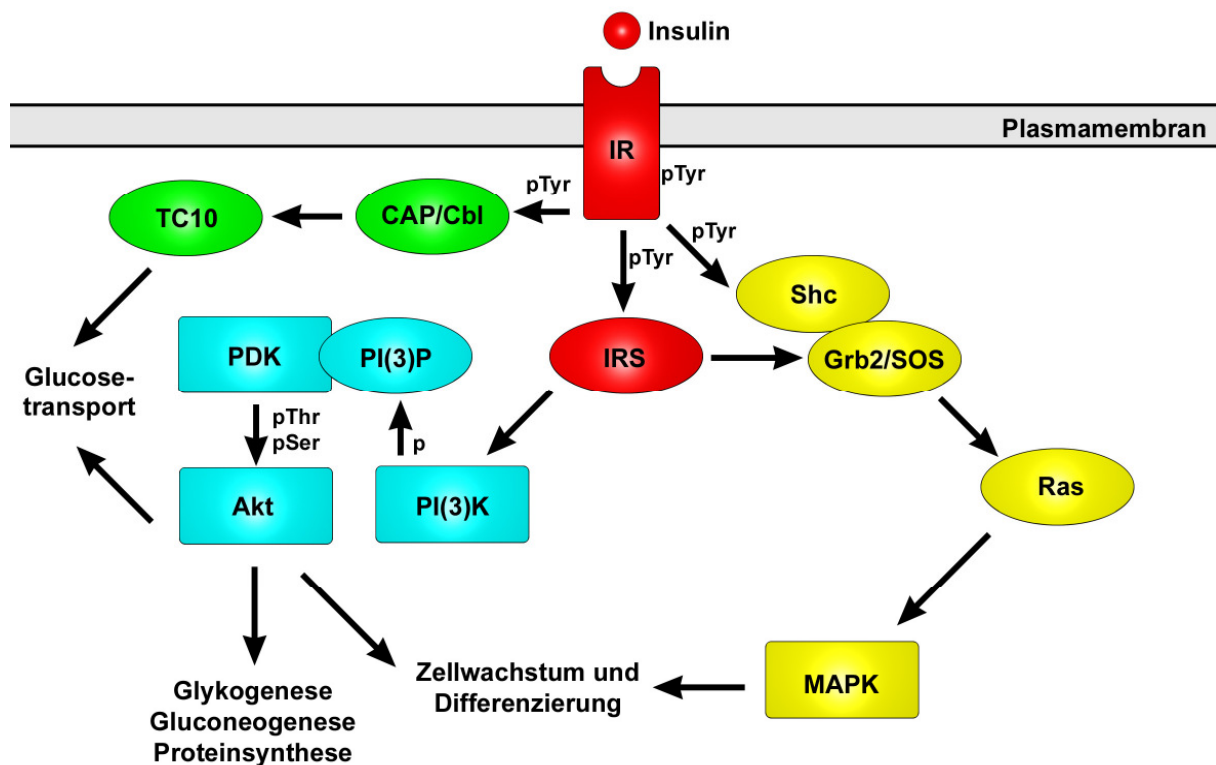 Insulin
Plasmamembran
IR
pTyr
pTyr
TC10
CAP/Cbl
pTyr
pTyr
Shc
PDK
PI(3)P
IRS
Grb2/SOS
Glucose-
transport
pThr
pSer
p
Akt
PI(3)K
Ras
Zellwachstum und
Differenzierung
MAPK
Glykogenese
Gluconeogenese
Proteinsynthese